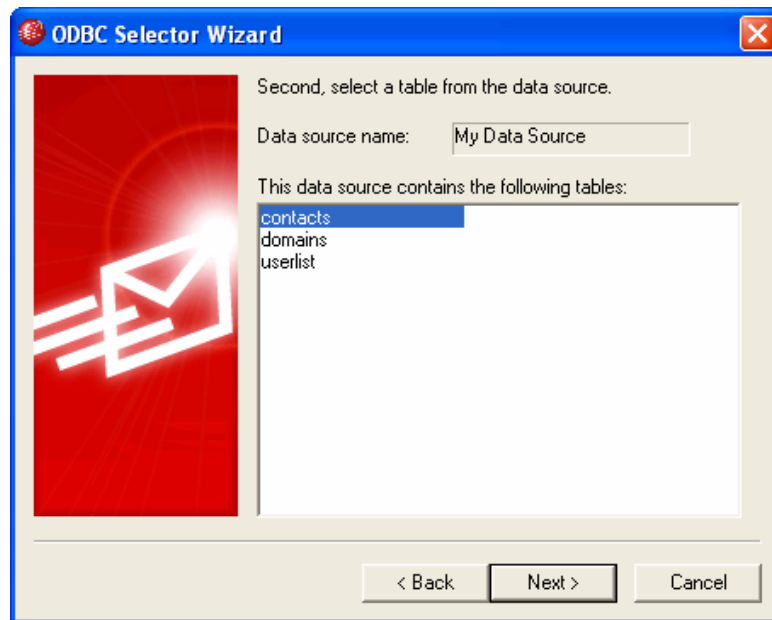 ODBC Selector Wizard
Second, select a table from the data source.
Data source name: My Data Source
This data source contains the following tables:
contacts
domains
userlist
< Back Next > Cancel